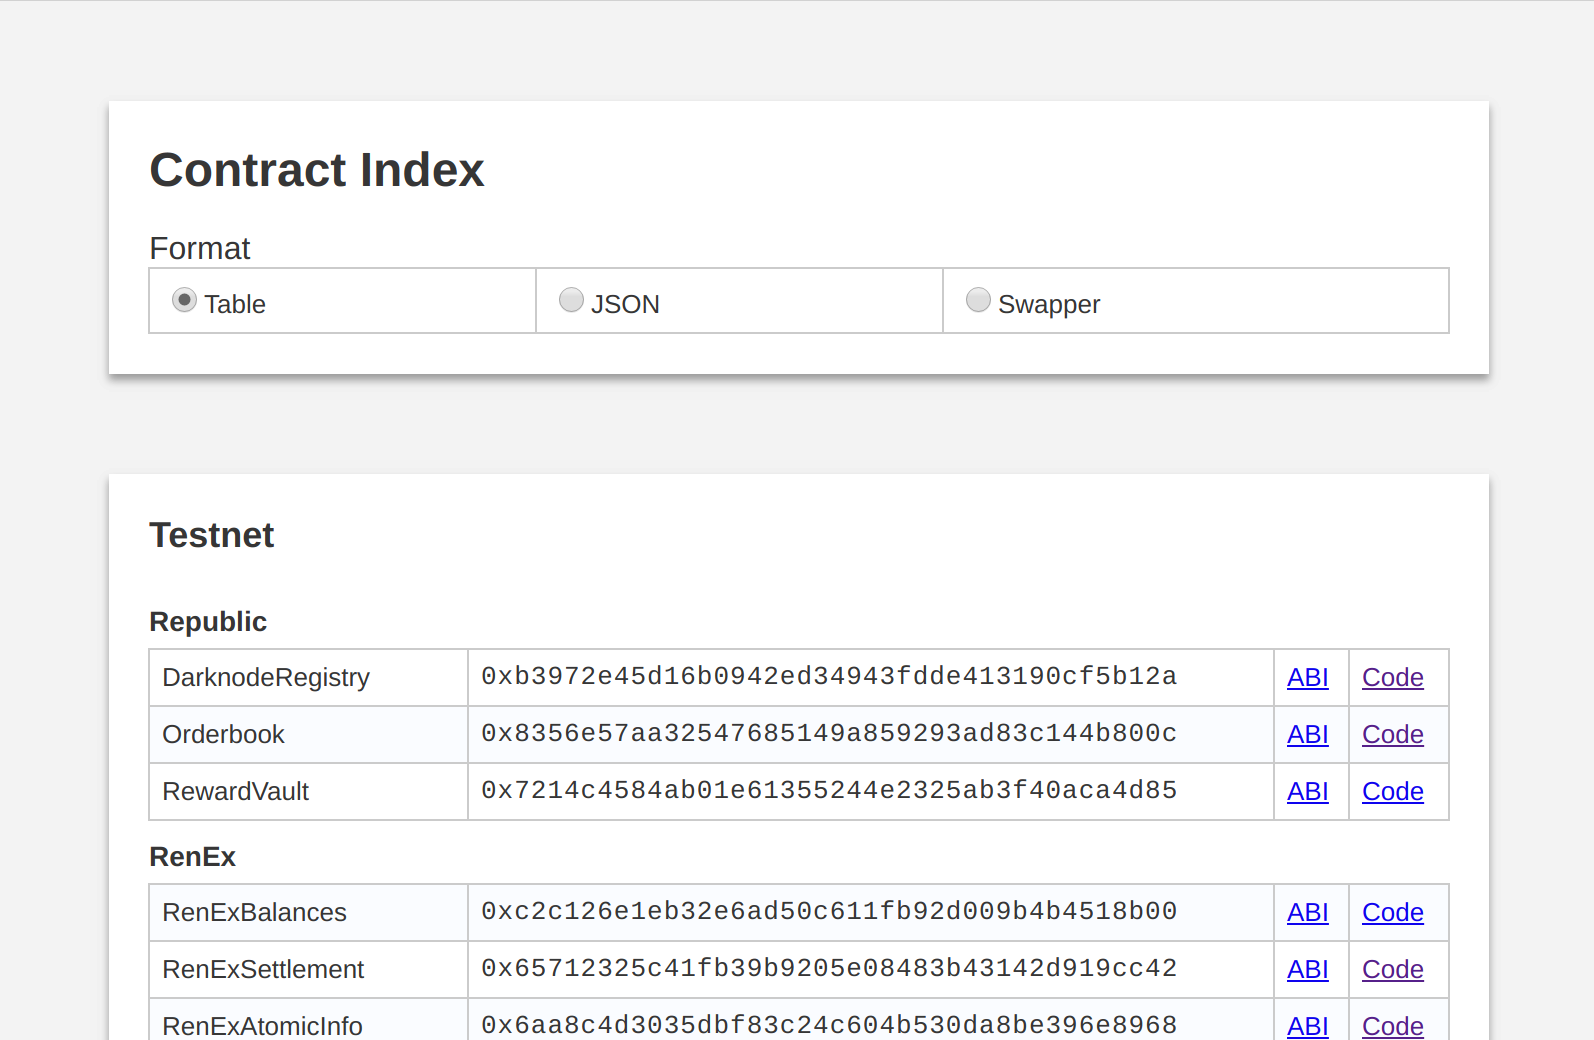 Contract Index
Format
Table JSON Swapper
Testnet
Republic
DarknodeRegistry 0xb3972e45d16b0942ed34943fdde413190cf5b12a ABI Code
Orderbook 0x8356e57aa32547685149a859293ad83c144b800c ABI Code
RewardVault 0x7214c4584ab01e61355244e2325ab3f40aca4d85 ABI Code
RenEx
RenExBalances 0xc2c126e1eb32e6ad50c611fb92d009b4b4518b00 ABI Code
RenExSettlement 0x65712325c41fb39b9205e08483b43142d919cc42 ABI Code
RenExAtomicInfo 0x6aa8c4d3035dbf83c24c604b530da8be396e8968 ABI Code